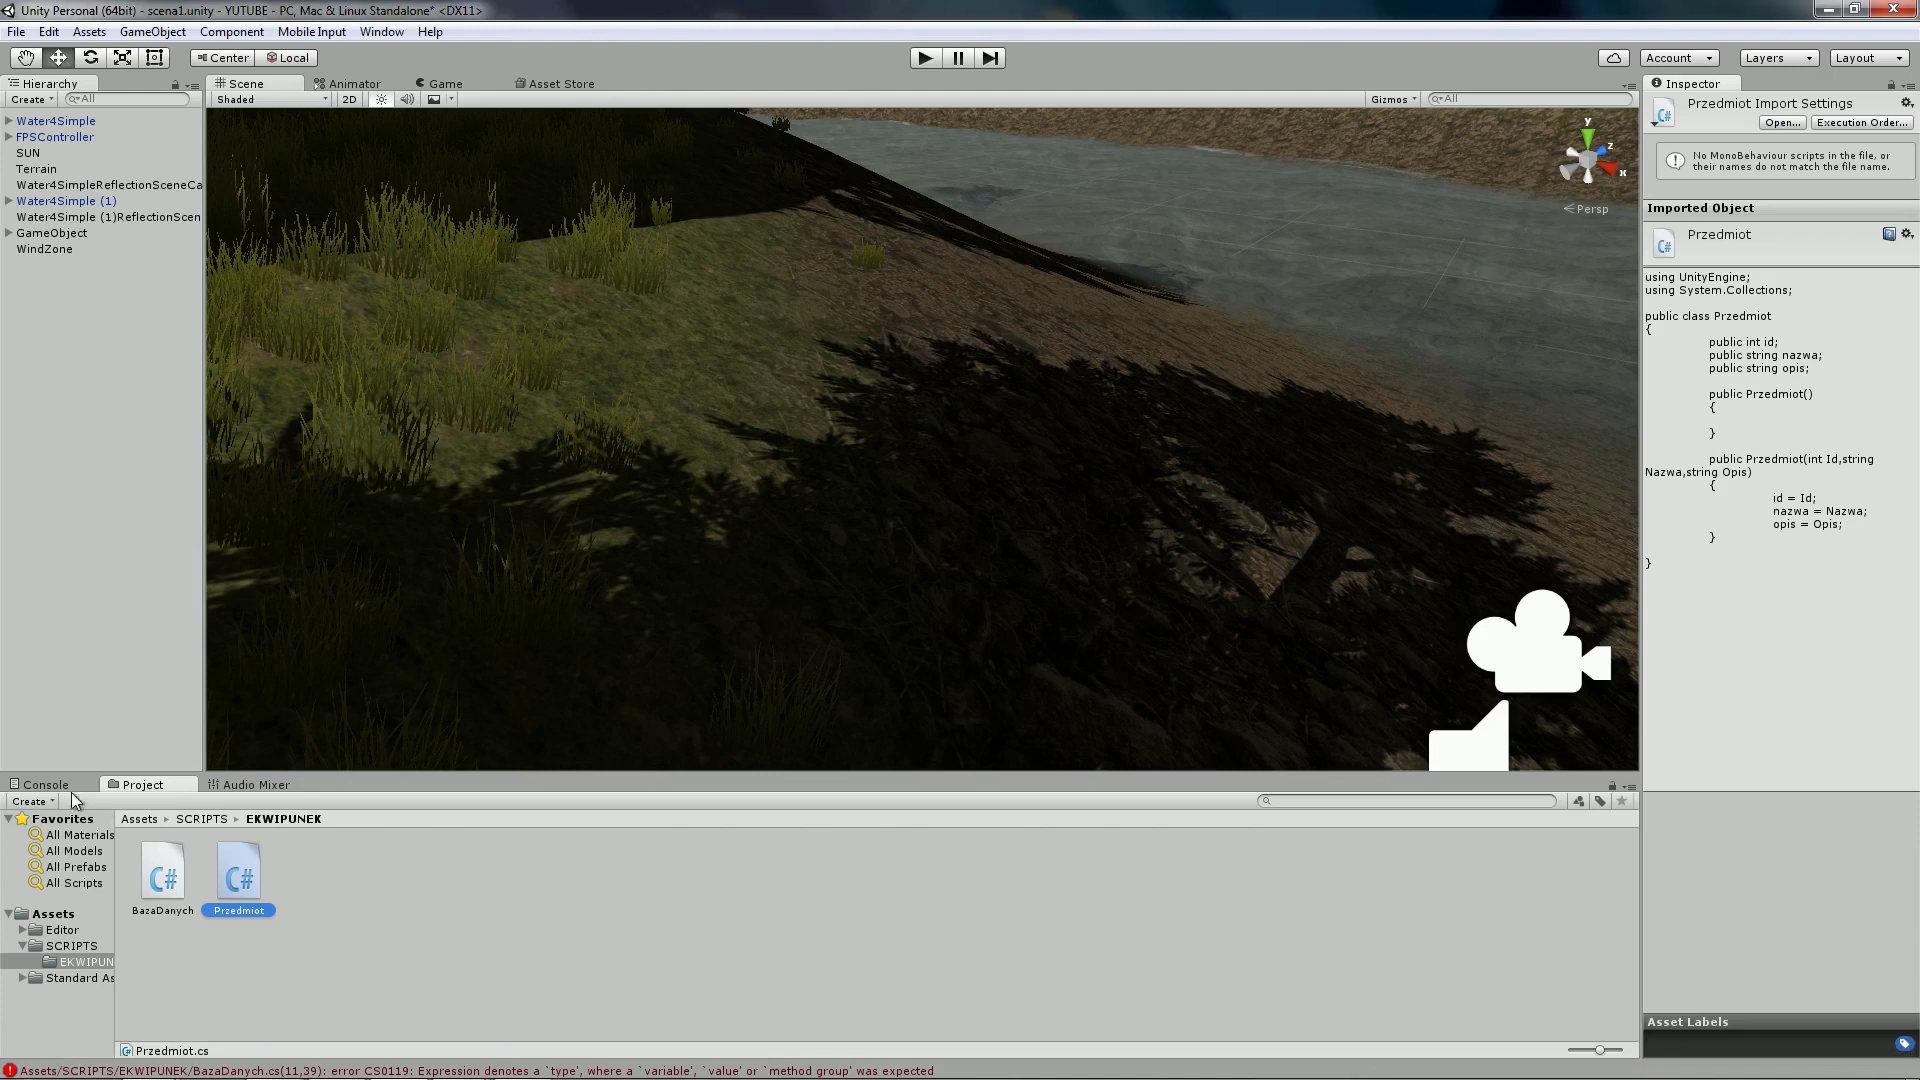 Unity Personal (64bit) - scena1.unity - YUTUBE - PC, Mac & Linux Standalone* <DX11>
File Edit Assets GameObject Component Mobile Input Window Help
Center Local Account Layers Layout
Hierarchy Scene Animator Game Asset Store Inspector
Create All Shaded 2D Gizmos All
Water4Simple
FPSController
SUN
Terrain
Water4SimpleReflectionSceneCa
Water4Simple (1)
Water4Simple (1)ReflectionScen
GameObject
WindZone
y
z
x
Persp
Przedmiot Import Settings
Open... Execution Order...
No MonoBehaviour scripts in the file, or
their names do not match the file name.
Imported Object
Przedmiot
using UnityEngine;
using System.Collections;
public class Przedmiot
{
public int id;
public string nazwa;
public string opis;
public Przedmiot()
{
}
public Przedmiot(int Id,string
Nazwa,string Opis)
{
id = Id;
nazwa = Nazwa;
opis = Opis;
}
}
Console Project Audio Mixer
Create
Favorites
All Materials
All Models
All Prefabs
All Scripts
Assets
Editor
SCRIPTS
EKWIPUN
Standard As
Assets SCRIPTS EKWIPUNEK
C# C#
BazaDanych Przedmiot
Przedmiot.cs
Asset Labels
Assets/SCRIPTS/EKWIPUNEK/BazaDanych.cs(11,39): error CS0119: Expression denotes a `type', where a `variable', `value' or `method group' was expected